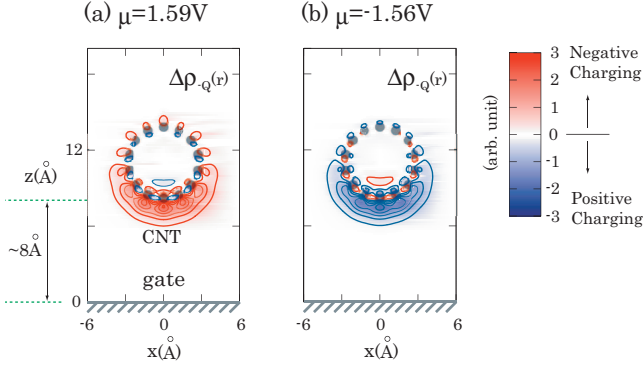 (a) μ=1.59V
(b) μ=-1.56V
Δρ-Q(r)
Δρ-Q(r)
12
z(Å)
~8Å
0
CNT
gate
-6 0 6
x(Å)
-6 0 6
x(Å)
(arb. unit)
3
2
1
0
-1
-2
-3
Negative
Charging
Positive
Charging